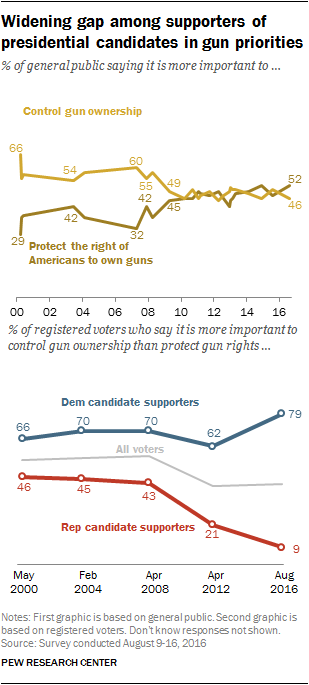 Widening gap among supporters of
presidential candidates in gun priorities
% of general public saying it is more important to ...
Control gun ownership
66
54
60
55
49
52
46
29
42
32
42
45
Protect the right of
Americans to own guns
00 02 04 06 08 10 12 14 16
% of registered voters who say it is more important to
control gun ownership than protect gun rights ...
Dem candidate supporters
66 70 70 62 79
All voters
46 45 43 21 9
Rep candidate supporters
May Feb Apr Apr Aug
2000 2004 2008 2012 2016
Notes: First graphic is based on general public. Second graphic is
based on registered voters. Don't know responses not shown.
Source: Survey conducted August 9-16, 2016
PEW RESEARCH CENTER